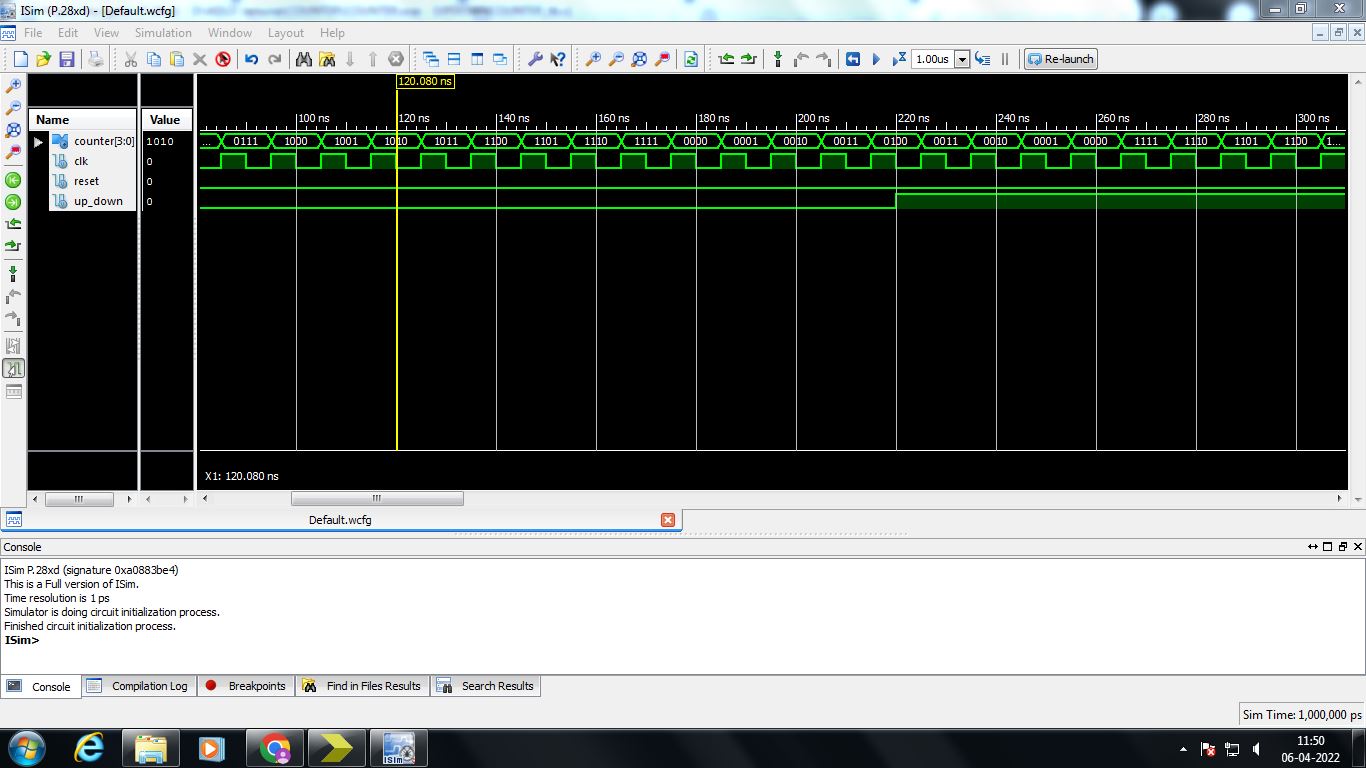 ISim (P.28xd) - [Default.wcfg]
File Edit View Simulation Window Layout Help
1.00us Re-launch
120.080 ns
Name Value
100 ns 120 ns 140 ns 160 ns 180 ns 200 ns 220 ns 240 ns 260 ns 280 ns 300 ns
counter[3:0] 1010 ... 0111 1000 1001 1010 1011 1100 1101 1110 1111 0000 0001 0010 0011 0100 0011 0010 0001 0000 1111 1110 1101 1100 1...
clk 0
reset 0
up_down 0
X1: 120.080 ns
Default.wcfg
Console
ISim P.28xd (signature 0xa0883be4)
This is a Full version of ISim.
Time resolution is 1 ps
Simulator is doing circuit initialization process.
Finished circuit initialization process.
ISim>
Console Compilation Log Breakpoints Find in Files Results Search Results
Sim Time: 1,000,000 ps
ISim
11:50
06-04-2022